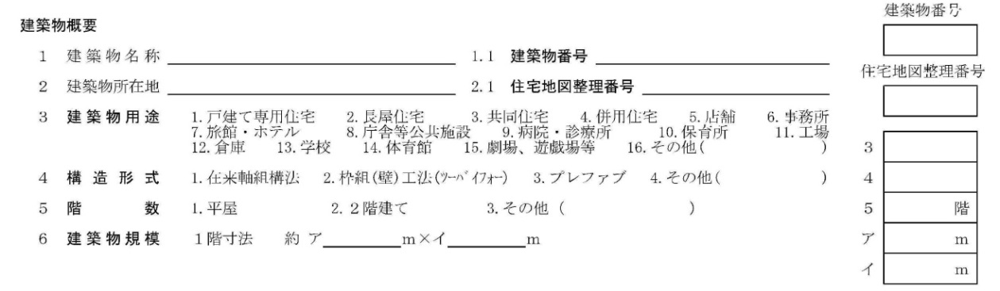 建築物番号
建築物概要
1 建築物名称 1.1 建築物番号
住宅地図整理番号
2 建築物所在地 2.1 住宅地図整理番号
3 建築物用途 1.戸建て専用住宅 2.長屋住宅 3.共同住宅 4.併用住宅 5.店舗 6.事務所
7.旅館・ホテル 8.庁舎等公共施設 9.病院・診療所 10.保育所 11.工場
12.倉庫 13.学校 14.体育館 15.劇場、遊戯場等 16.その他( ) 3
4 構造形式 1.在来軸組構法 2.枠組(壁)工法(ツーバイフォー) 3.プレファブ 4.その他( ) 4
5 階数 1.平屋 2.2階建て 3.その他( ) 5 階
6 建築物規模 1階寸法 約 ア m×イ m ア m
イ m